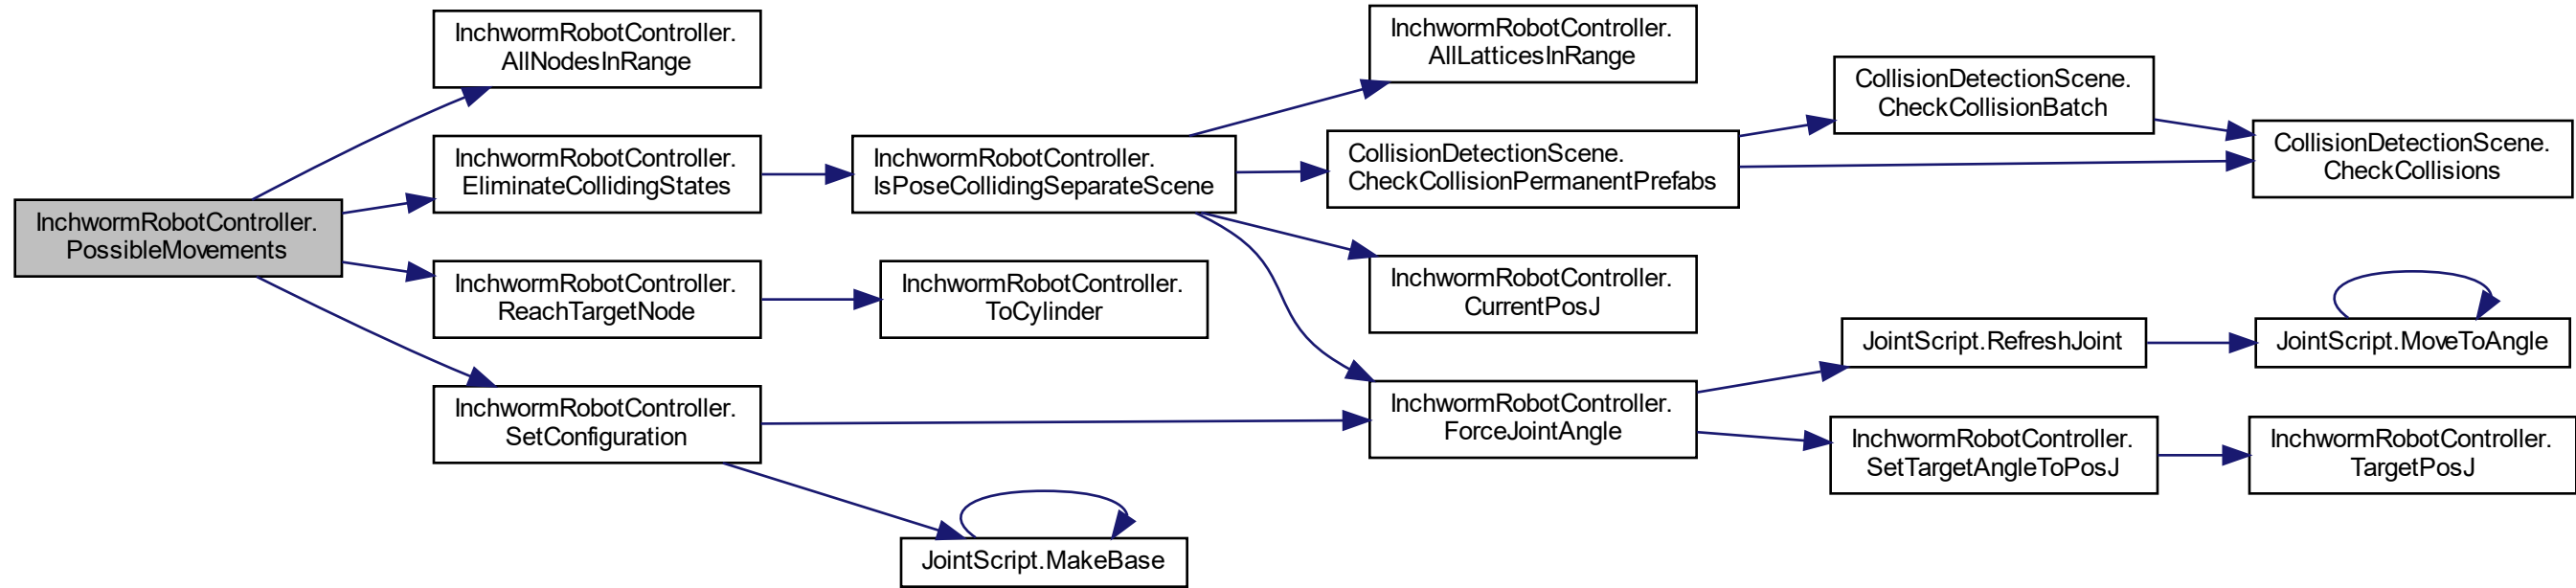 InchwormRobotController.
PossibleMovements
InchwormRobotController.
AllNodesInRange
InchwormRobotController.
EliminateCollidingStates
InchwormRobotController.
ReachTargetNode
InchwormRobotController.
SetConfiguration
InchwormRobotController.
IsPoseCollidingSeparateScene
InchwormRobotController.
ToCylinder
JointScript.MakeBase
InchwormRobotController.
AllLatticesInRange
CollisionDetectionScene.
CheckCollisionPermanentPrefabs
InchwormRobotController.
CurrentPosJ
InchwormRobotController.
ForceJointAngle
CollisionDetectionScene.
CheckCollisionBatch
CollisionDetectionScene.
CheckCollisions
JointScript.RefreshJoint
JointScript.MoveToAngle
InchwormRobotController.
SetTargetAngleToPosJ
InchwormRobotController.
TargetPosJ